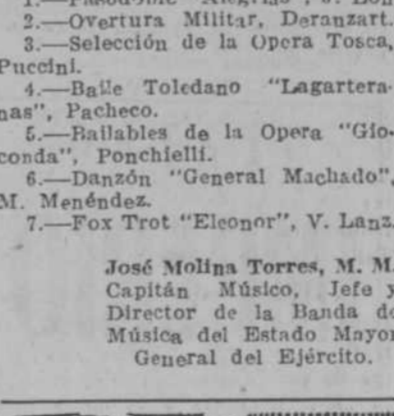 2.—Overtura Militar, Deranzart.
3.—Selección de la Opera Tosca,
Puccini.
4.—Baile Toledano "Lagartera-
nas", Pacheco.
5.—Bailables de la Opera "Gio-
conda", Ponchielli.
6.—Danzón "General Machado",
M. Menéndez.
7.—Fox Trot "Eleonor", V. Lanz.
José Molina Torres, M. M.
Capitán Músico, Jefe y
Director de la Banda de
Música del Estado Mayor
General del Ejército.